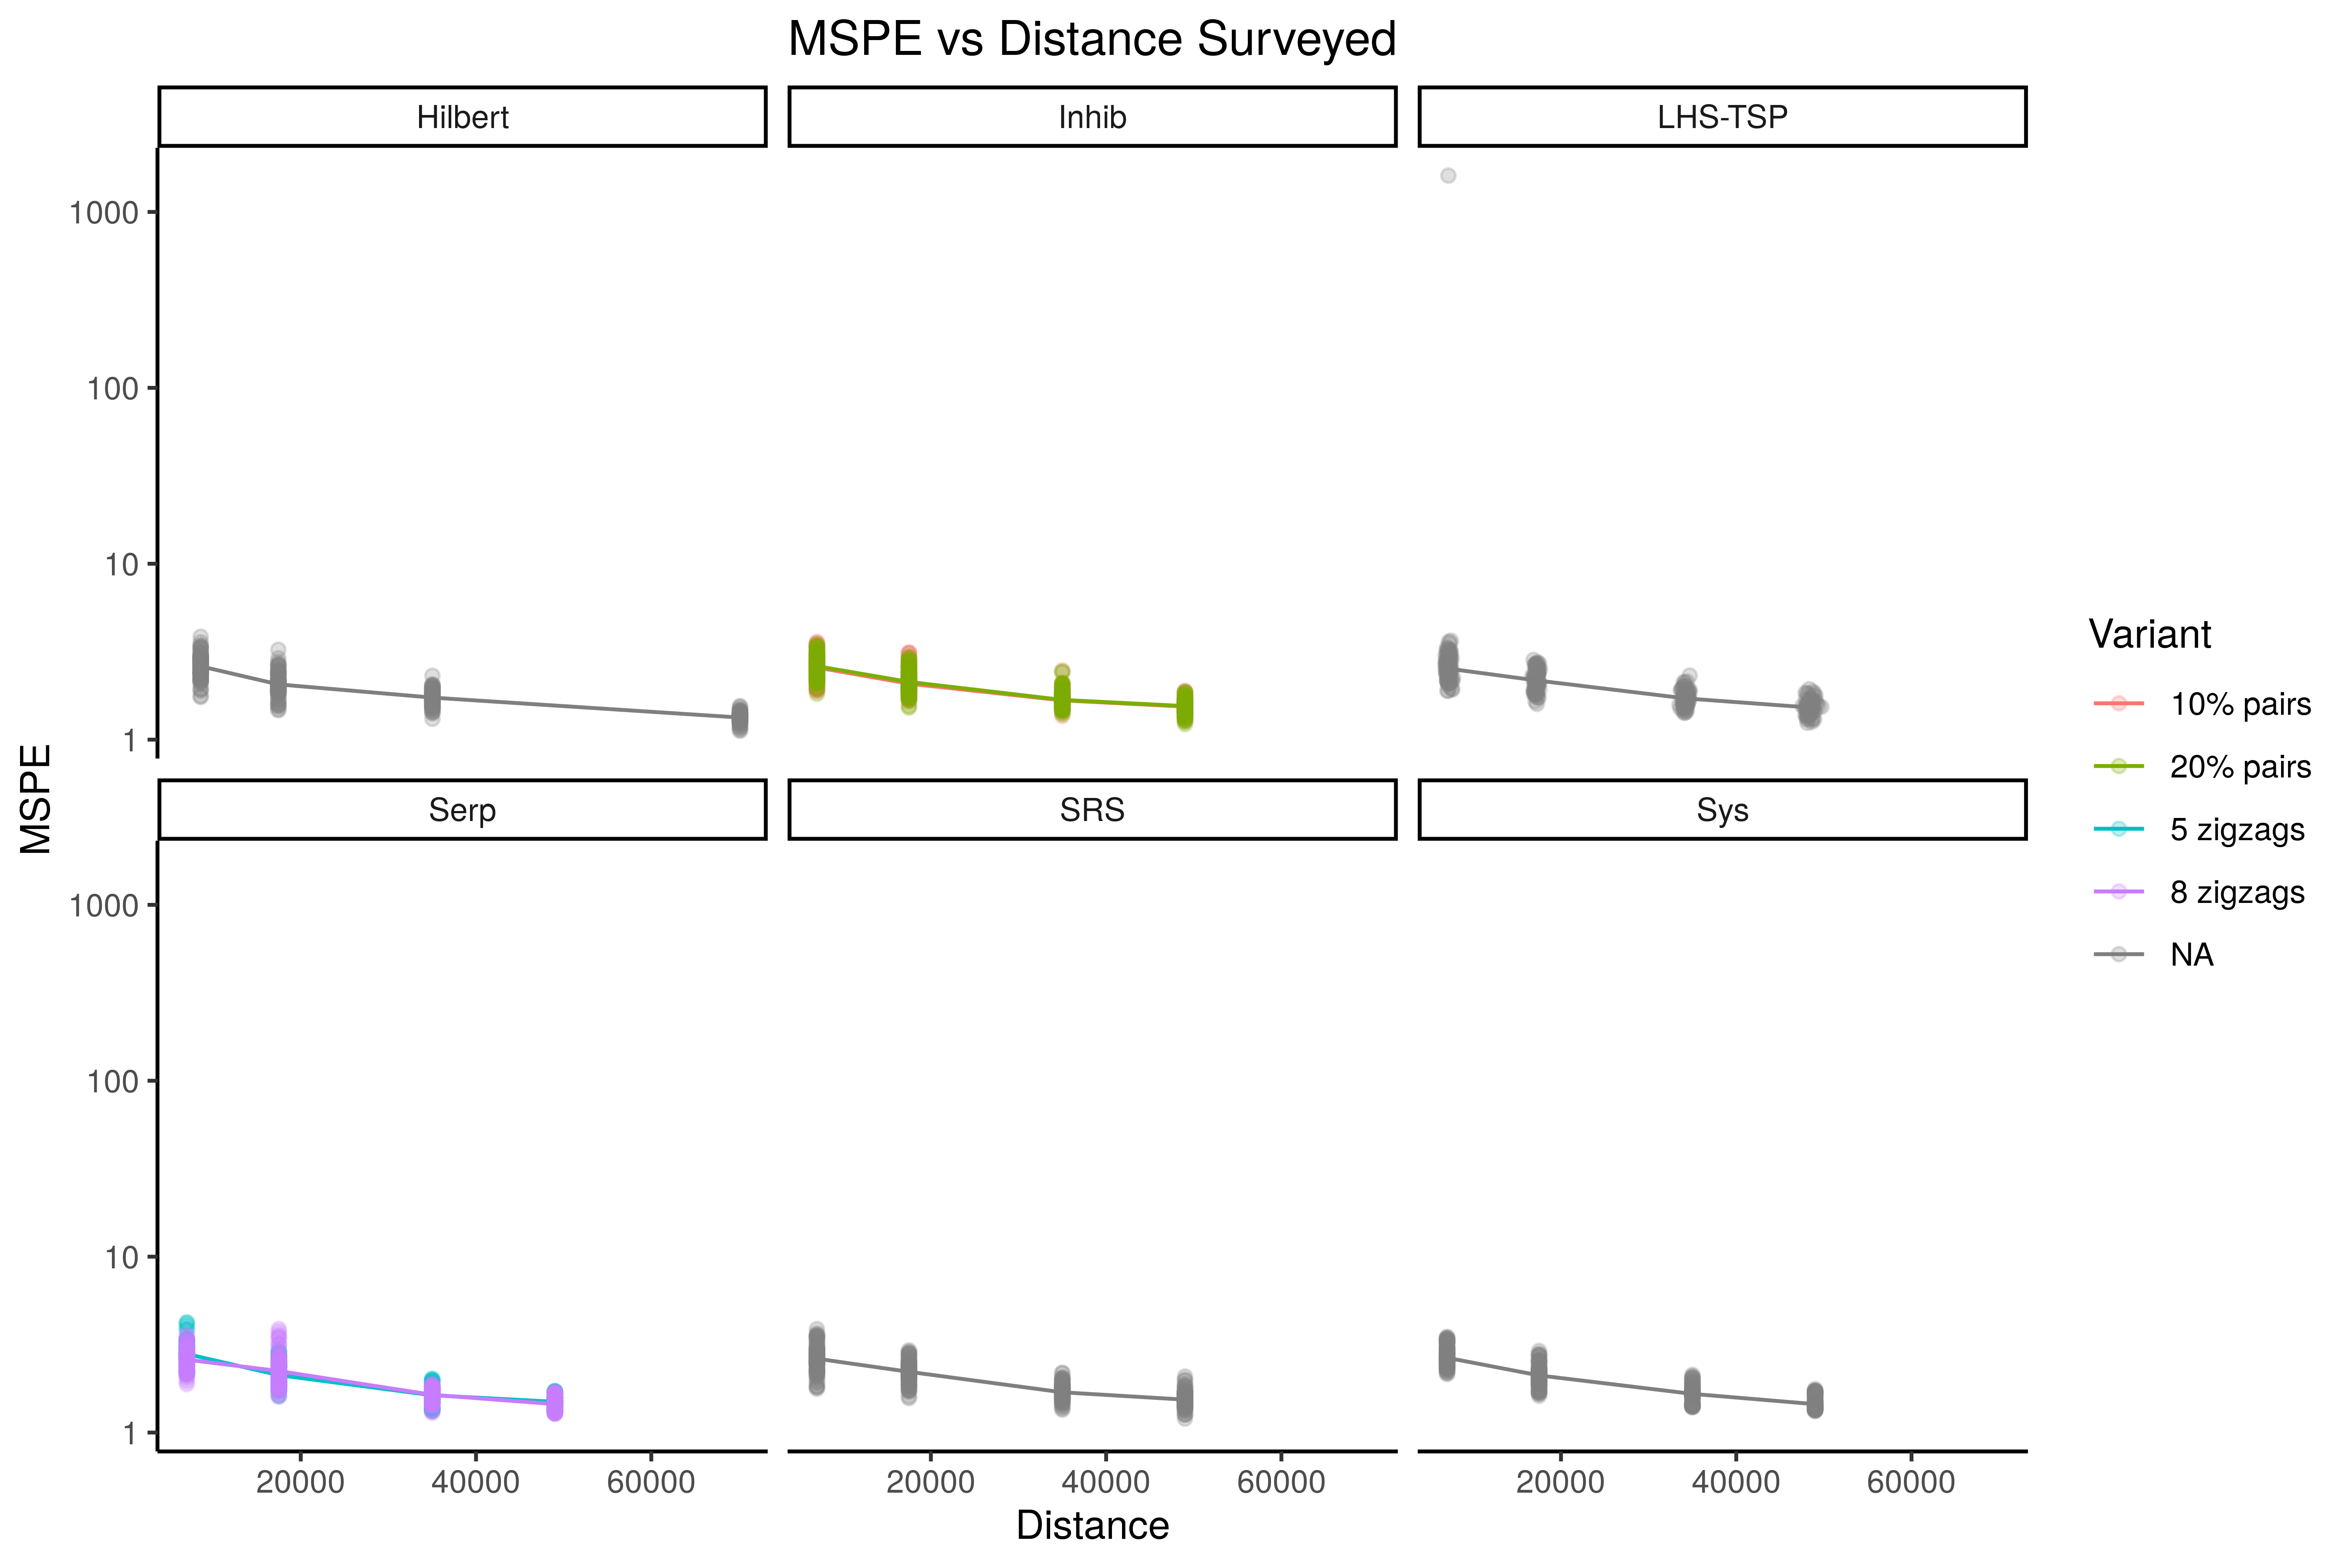 MSPE vs Distance Surveyed
Hilbert
Inhib
LHS-TSP
1000
100
10
1
Serp
SRS
Sys
1000
100
10
1
20000 40000 60000
20000 40000 60000
20000 40000 60000
Distance
MSPE
Variant
10% pairs
20% pairs
5 zigzags
8 zigzags
NA